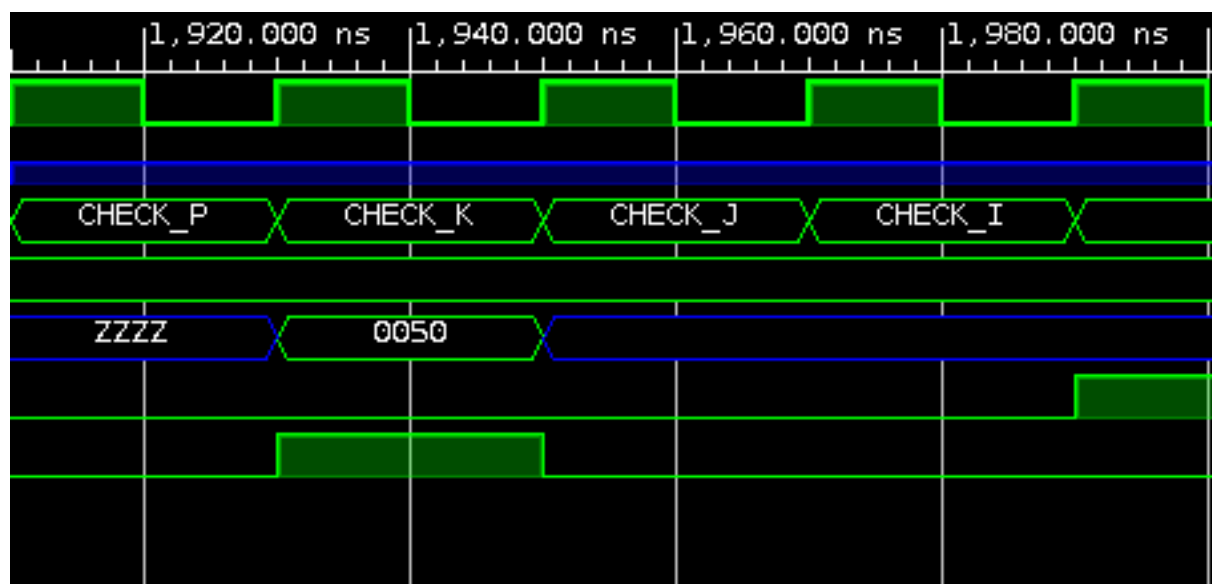 1,920.000 ns 1,940.000 ns 1,960.000 ns 1,980.000 ns
CHECK_P CHECK_K CHECK_J CHECK_I
ZZZZ 0050